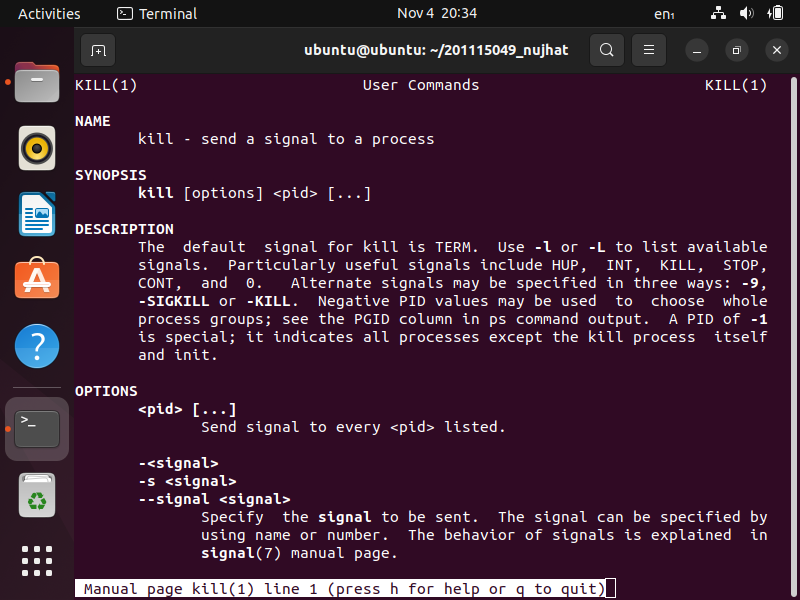 Activities Terminal Nov 4 20:34 en₁
ubuntu@ubuntu: ~/201115049_nujhat
KILL(1) User Commands KILL(1)
NAME
kill - send a signal to a process
SYNOPSIS
kill [options] <pid> [...]
DESCRIPTION
The default signal for kill is TERM. Use -l or -L to list available
signals. Particularly useful signals include HUP, INT, KILL, STOP,
CONT, and 0. Alternate signals may be specified in three ways: -9,
-SIGKILL or -KILL. Negative PID values may be used to choose whole
process groups; see the PGID column in ps command output. A PID of -1
is special; it indicates all processes except the kill process itself
and init.
OPTIONS
<pid> [...]
Send signal to every <pid> listed.
-<signal>
-s <signal>
--signal <signal>
Specify the signal to be sent. The signal can be specified by
using name or number. The behavior of signals is explained in
signal(7) manual page.
Manual page kill(1) line 1 (press h for help or q to quit)